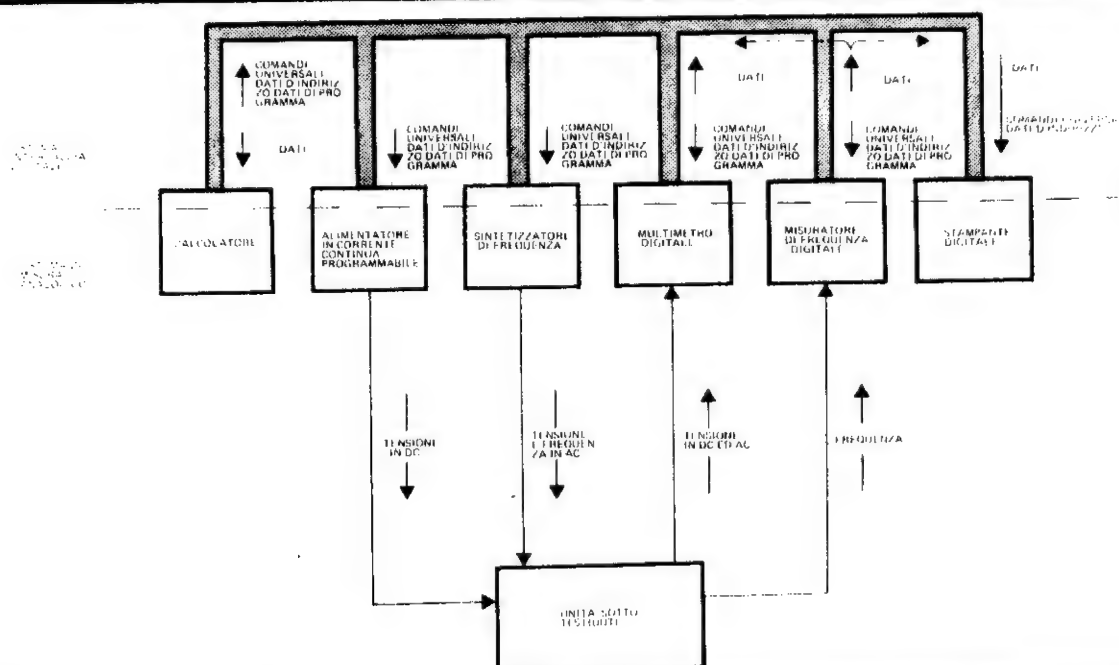 COMANDI
UNIVERSALI
DATI D'INDIRIZ
ZO DATI DI PRO
GRAMMA
DATI
COMANDI
UNIVERSALI
DATI D'INDIRIZ
ZO DATI DI PRO
GRAMMA
COMANDI
UNIVERSALI
DATI D'INDIRIZ
ZO DATI DI PRO
GRAMMA
DATI
COMANDI
UNIVERSALI
DATI D'INDIRIZ
ZO DATI DI PRO
GRAMMA
DATI
COMANDI
UNIVERSALI
DATI D'INDIRIZ
ZO DATI DI PRO
GRAMMA
DATI
CALCOLATORE
ALIMENTATORE
IN CORRENTE
CONTINUA
PROGRAMMABILE
SINTETIZZATORI
DI FREQUENZA
MULTIMETRO
DIGITALE
MISURATORE
DI FREQUENZA
DIGITALE
STAMPANTE
DIGITALE
TENSIONI
IN DC
TENSIONE
E FREQUEN
ZA IN AC
TENSIONE
IN DC ED AC
FREQUENZA
UNITA SOTTO